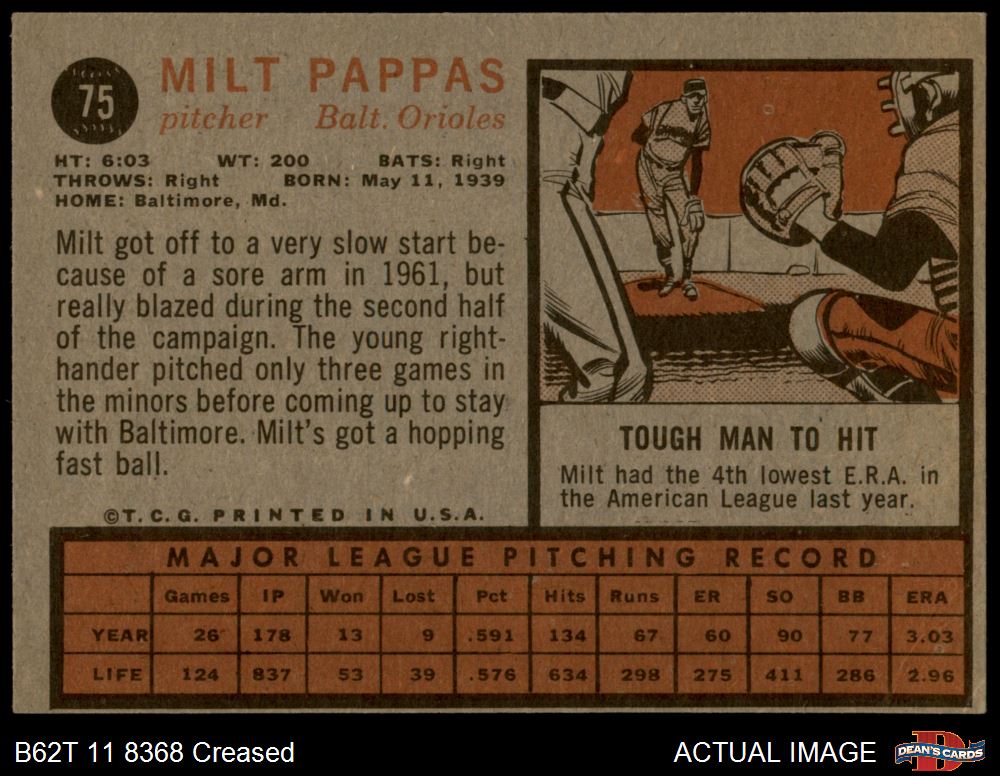 75
MILT PAPPAS
pitcher Balt. Orioles
HT: 6:03 WT: 200 BATS: Right
THROWS: Right BORN: May 11, 1939
HOME: Baltimore, Md.
Milt got off to a very slow start be-
cause of a sore arm in 1961, but
really blazed during the second half
of the campaign. The young right-
hander pitched only three games in
the minors before coming up to stay
with Baltimore. Milt's got a hopping
fast ball.
©T. C. G. PRINTED IN U.S.A.
TOUGH MAN TO HIT
Milt had the 4th lowest E.R.A. in
the American League last year.
MAJOR LEAGUE PITCHING RECORD
Games IP Won Lost Pct Hits Runs ER SO BB ERA
YEAR 26 178 13 9 .591 134 67 60 90 77 3.03
LIFE 124 837 53 39 .576 634 298 275 411 286 2.96
B62T 11 8368 Creased
ACTUAL IMAGE
DEAN'S CARDS